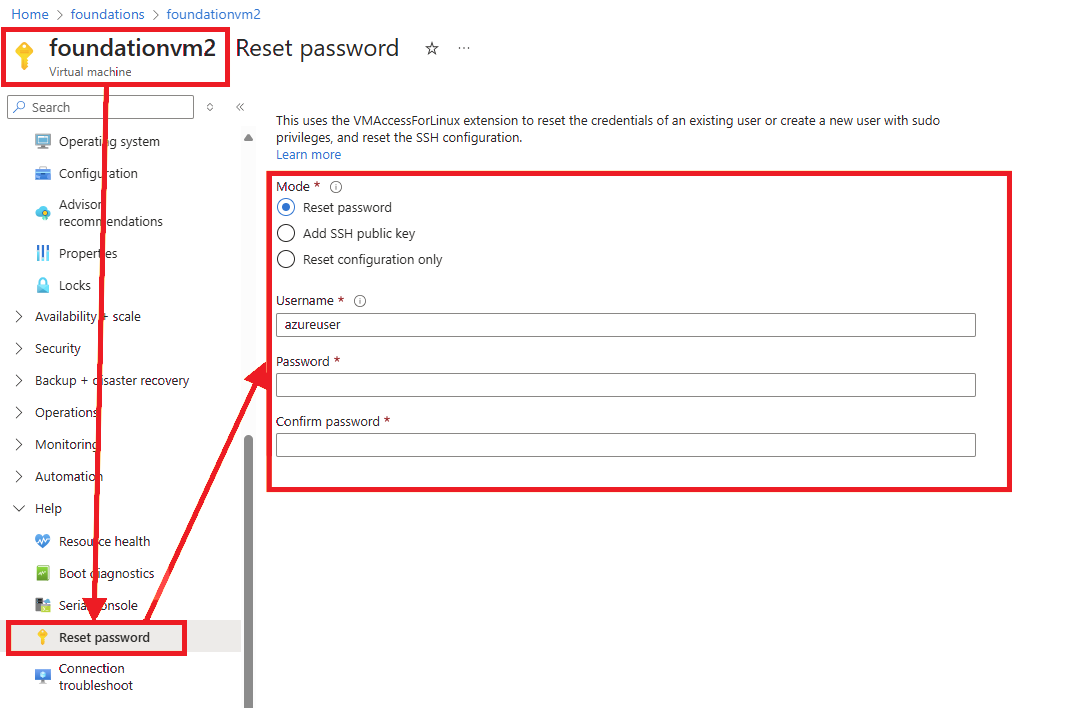 Home > foundations > foundationvm2
foundationvm2 Reset password
Virtual machine
Search
Operating system
Configuration
Advisor
recommendations
Properties
Locks
Availability + scale
Security
Backup + disaster recovery
Operations
Monitoring
Automation
Help
Resource health
Boot diagnostics
Serial console
Reset password
Connection
troubleshoot
This uses the VMAccessForLinux extension to reset the credentials of an existing user or create a new user with sudo
privileges, and reset the SSH configuration.
Learn more
Mode *
Reset password
Add SSH public key
Reset configuration only
Username *
azureuser
Password *
Confirm password *